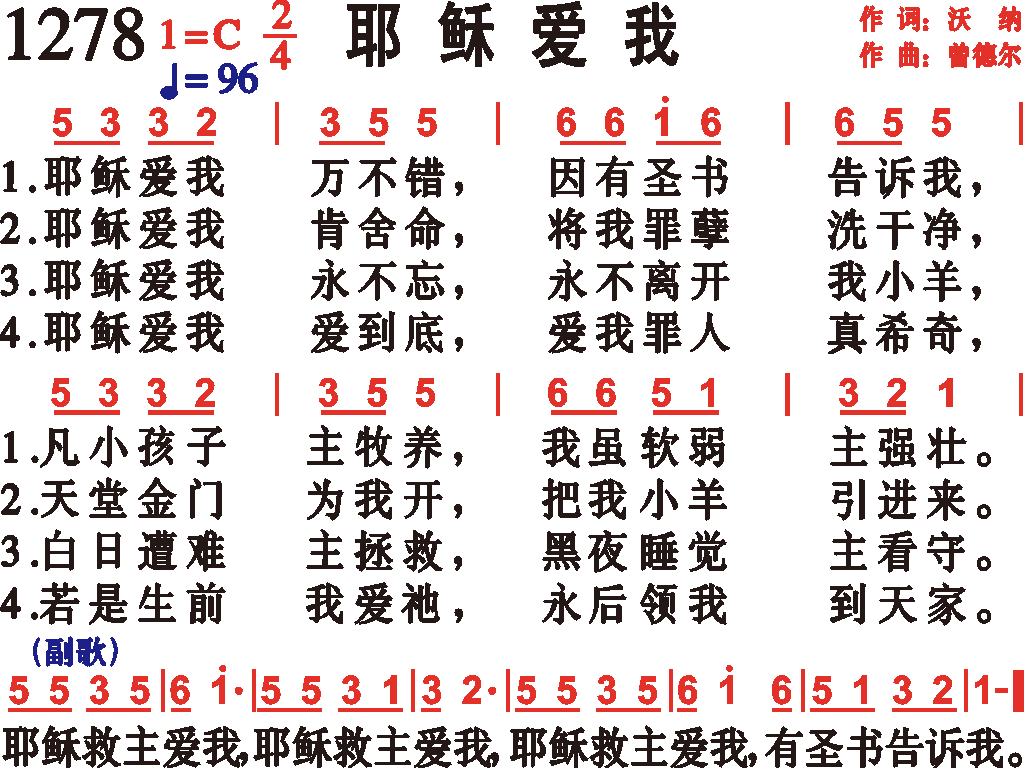 1278 1=C 2/4 耶稣爱我 作 词：沃 纳
♩=96 作 曲：曾德尔
5 3 3 2 | 3 5 5 | 6 6 i 6 | 6 5 5 |
1.耶稣爱我 万不错， 因有圣书 告诉我，
2.耶稣爱我 肯舍命， 将我罪孽 洗干净，
3.耶稣爱我 永不忘， 永不离开 我小羊，
4.耶稣爱我 爱到底， 爱我罪人 真希奇，
5 3 3 2 | 3 5 5 | 6 6 5 1 | 3 2 1 |
1.凡小孩子 主牧养， 我虽软弱 主强壮。
2.天堂金门 为我开， 把我小羊 引进来。
3.白日遭难 主拯救， 黑夜睡觉 主看守。
4.若是生前 我爱祂， 永后领我 到天家。
（副歌）
5 5 3 5 |6 i·|5 5 3 1|3 2·|5 5 3 5|6 i 6|5 1 3 2|1-|
耶稣救主爱我,耶稣救主爱我,耶稣救主爱我,有圣书告诉我。